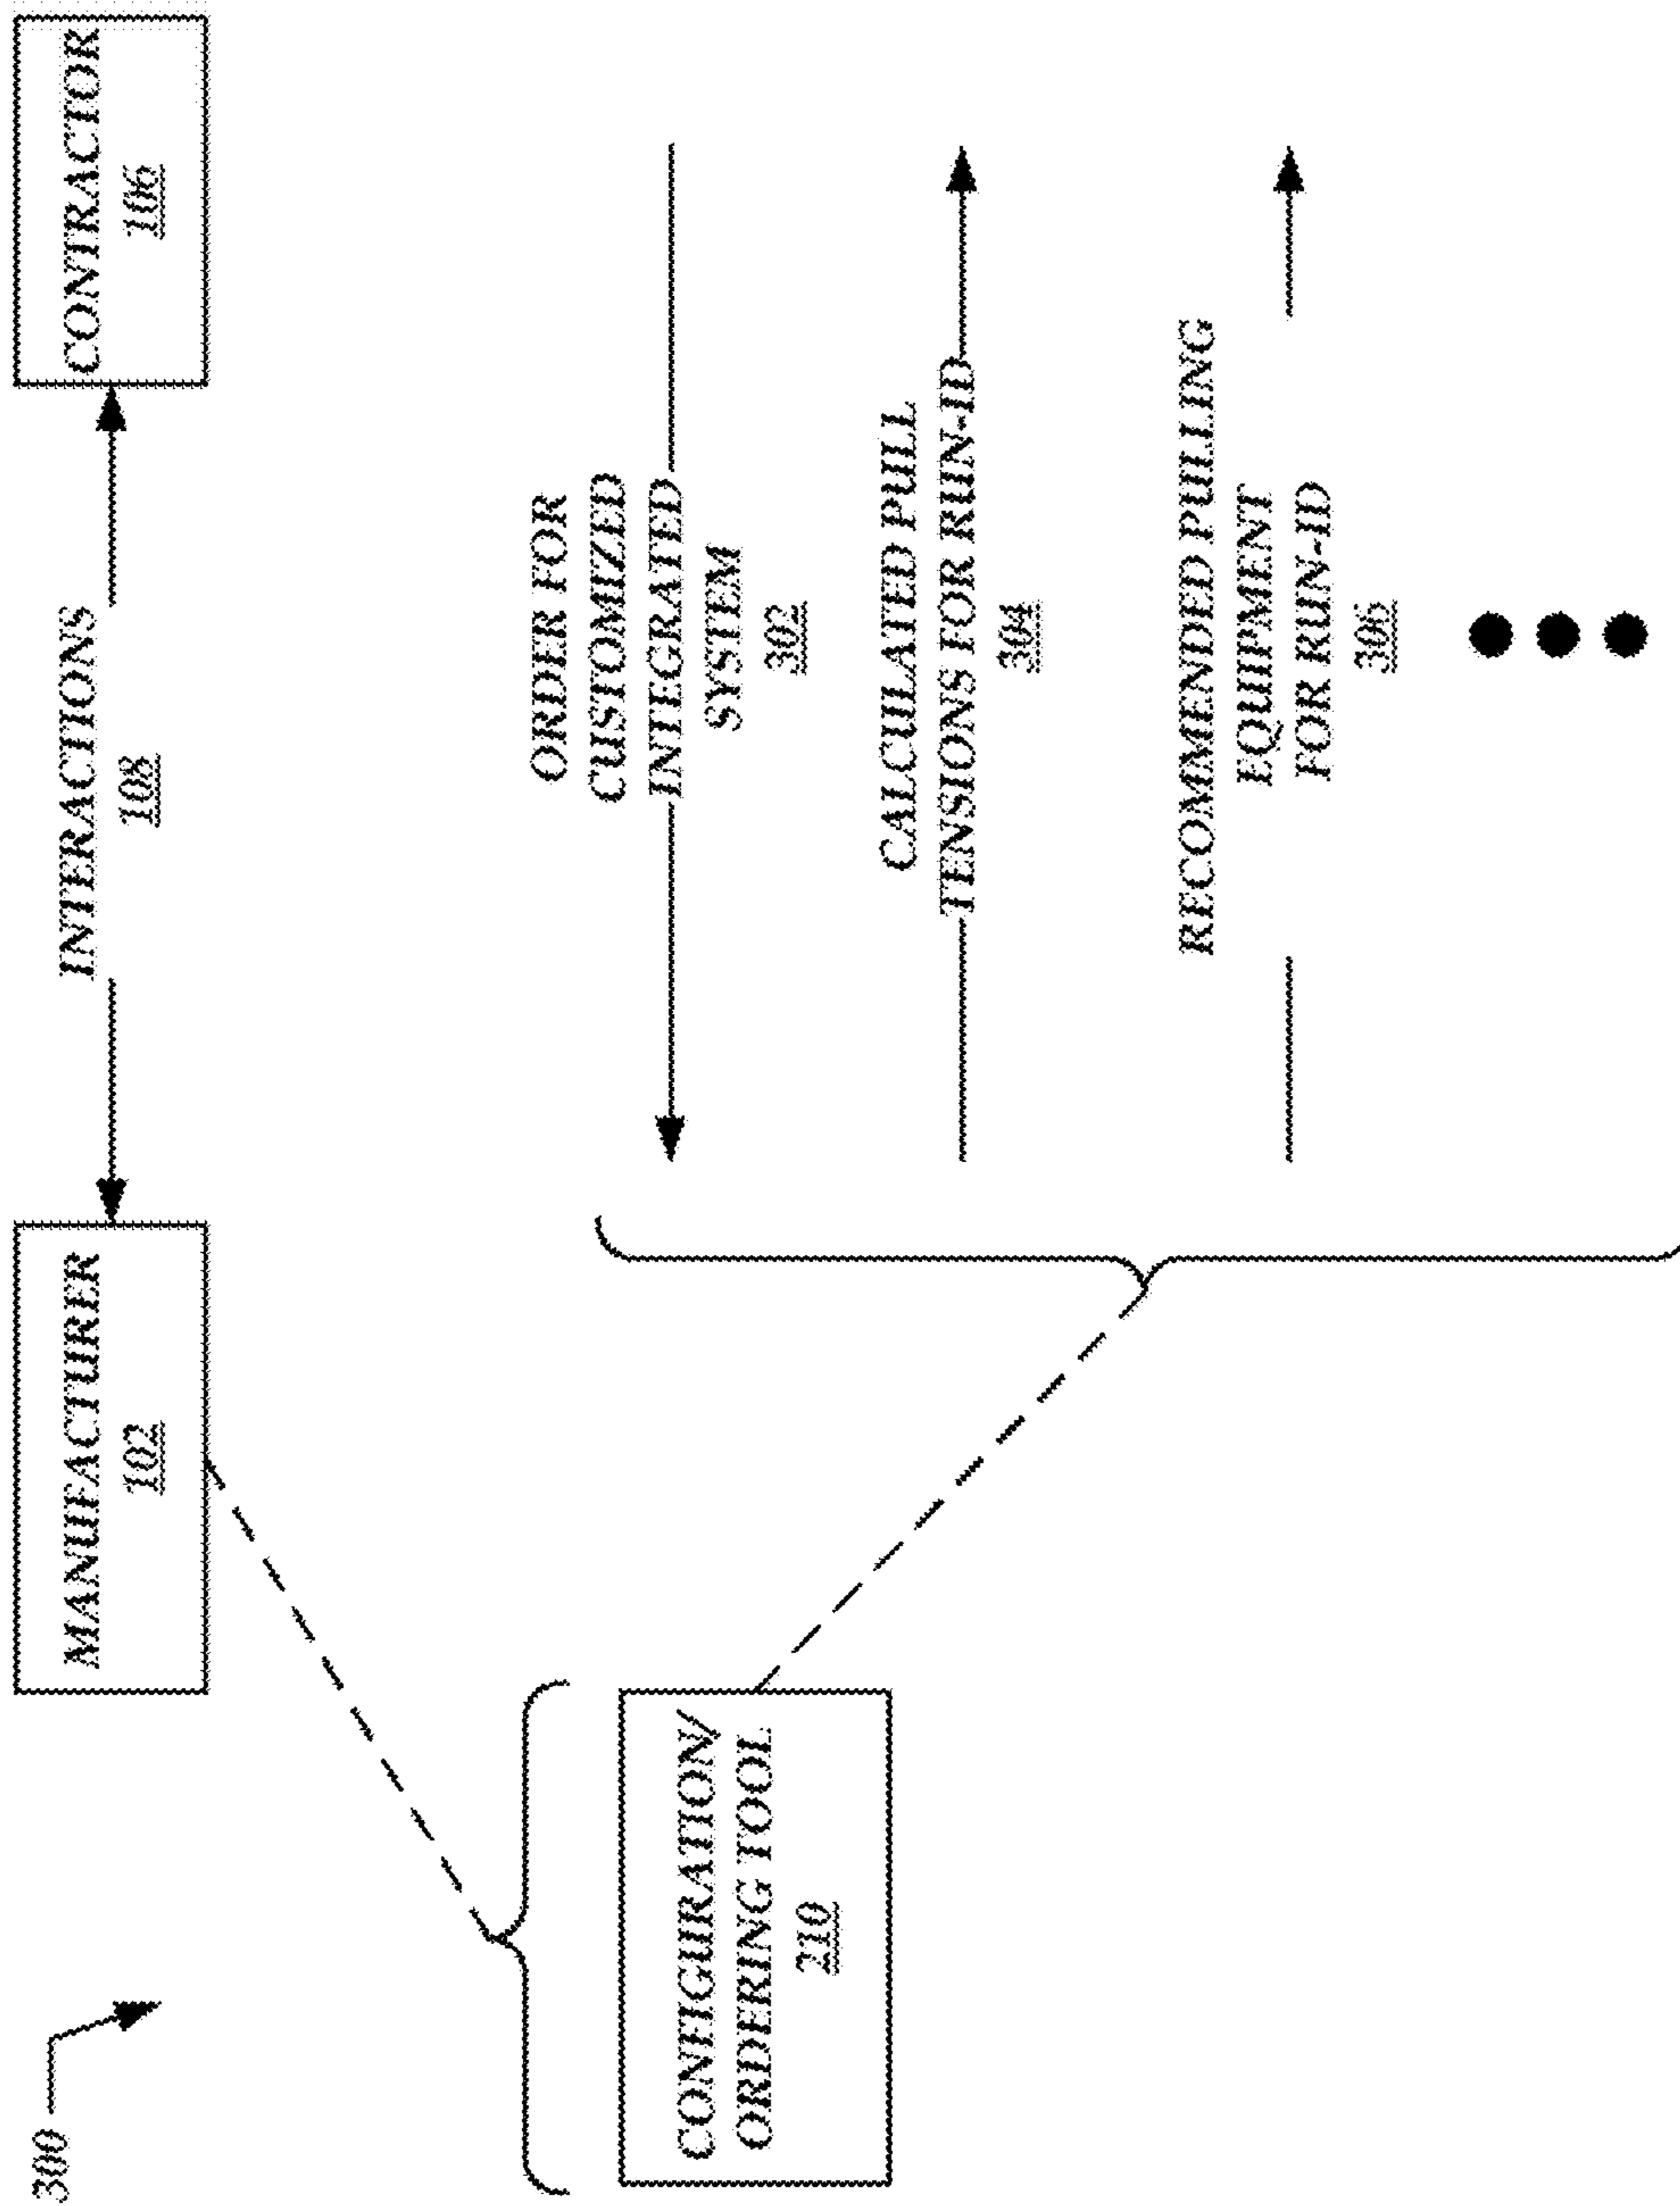 300
MANUFACTURER
102
INTERACTIONS
108
CONTRACTOR
106
CONFIGURATION/
ORDERING TOOL
210
ORDER FOR
CUSTOMIZED
INTEGRATED
SYSTEM
302
CALCULATED PULL
TENSIONS FOR RUN-ID
304
RECOMMENDED PULLING
EQUIPMENT
FOR RUN-ID
306